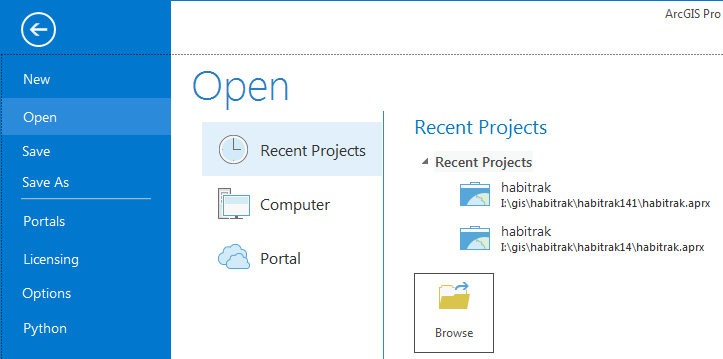 ArcGIS Pro
New
Open
Save
Save As
Portals
Licensing
Options
Python
Open
Recent Projects
Computer
Portal
Recent Projects
Recent Projects
habitrak
I:\gis\habitrak\habitrak141\habitrak.aprx
habitrak
I:\gis\habitrak\habitrak14\habitrak.aprx
Browse